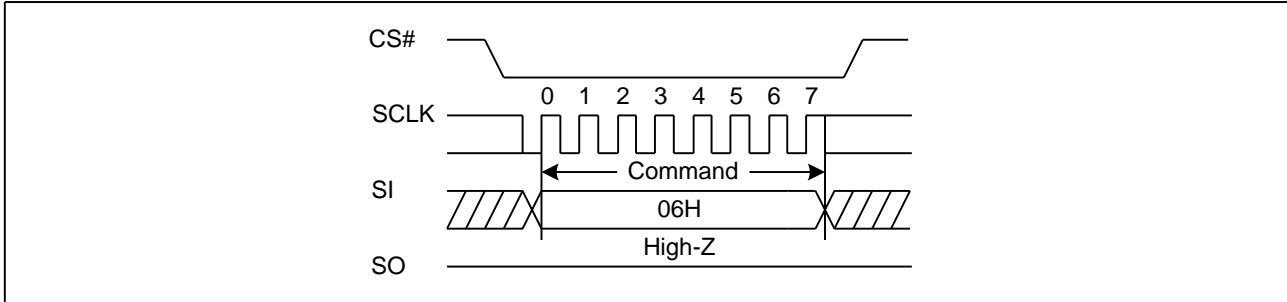 CS#
0 1 2 3 4 5 6 7
SCLK
Command
SI
06H
High-Z
SO